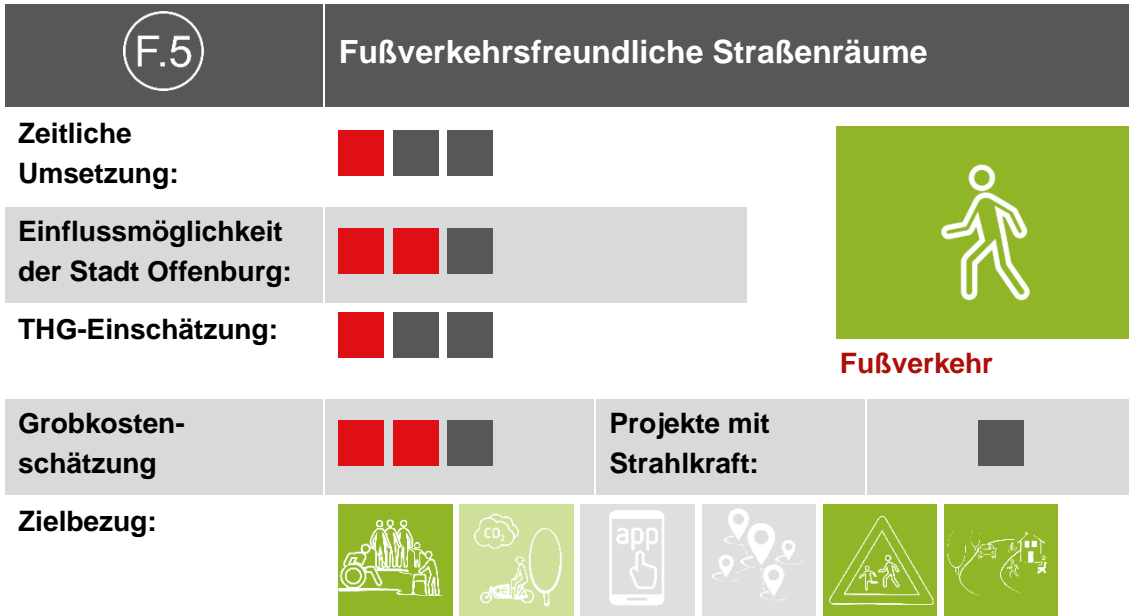 F.5
Fußverkehrsfreundliche Straßenräume
Zeitliche
Umsetzung:
Einflussmöglichkeit
der Stadt Offenburg:
THG-Einschätzung:
Fußverkehr
Grobkosten-
schätzung
Projekte mit
Strahlkraft:
Zielbezug:
CO₂
app